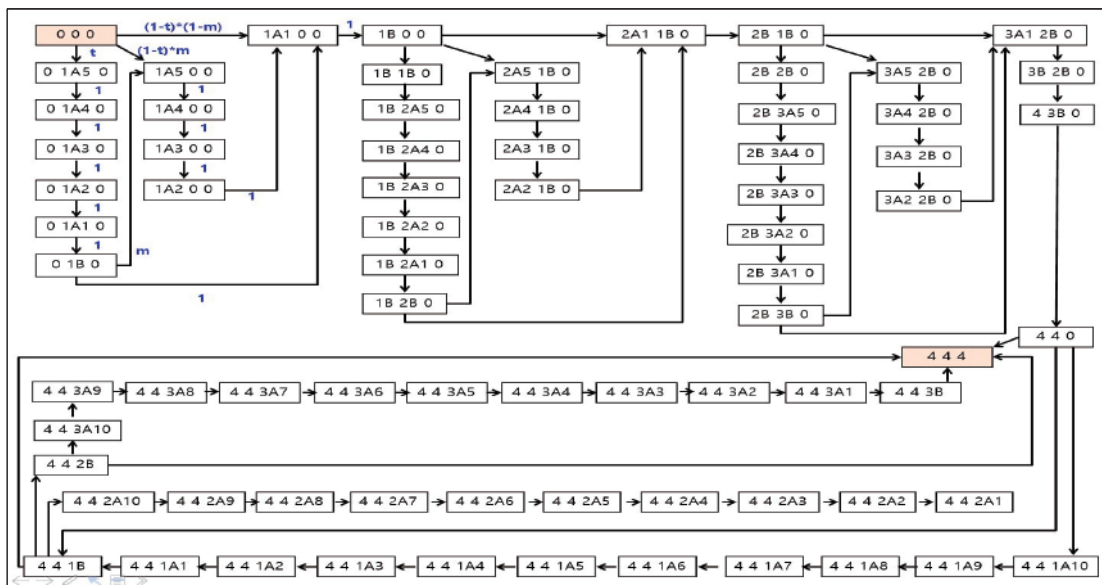 0 0 0 (1-t)*(1-m) 1A1 0 0 1 1B 0 0 2A1 1B 0 2B 1B 0 3A1 2B 0
t (1-t)*m
0 1A5 0 1A5 0 0 1B 1B 0 2A5 1B 0 2B 2B 0 3A5 2B 0 3B 2B 0
1 1
0 1A4 0 1A4 0 0 1B 2A5 0 2A4 1B 0 2B 3A5 0 3A4 2B 0 4 3B 0
1 1
0 1A3 0 1A3 0 0 1B 2A4 0 2A3 1B 0 2B 3A4 0 3A3 2B 0
1 1
0 1A2 0 1A2 0 0 1 1B 2A3 0 2A2 1B 0 2B 3A3 0 3A2 2B 0
1
0 1A1 0 1B 2A2 0 2B 3A2 0
1 m
0 1B 0 1B 2A1 0 2B 3A1 0
1 1B 2B 0 2B 3B 0
4 4 0
4 4 4
4 4 3A9 4 4 3A8 4 4 3A7 4 4 3A6 4 4 3A5 4 4 3A4 4 4 3A3 4 4 3A2 4 4 3A1 4 4 3B
4 4 3A10
4 4 2B
4 4 2A10 4 4 2A9 4 4 2A8 4 4 2A7 4 4 2A6 4 4 2A5 4 4 2A4 4 4 2A3 4 4 2A2 4 4 2A1
4 4 1B 4 4 1A1 4 4 1A2 4 4 1A3 4 4 1A4 4 4 1A5 4 4 1A6 4 4 1A7 4 4 1A8 4 4 1A9 4 4 1A10